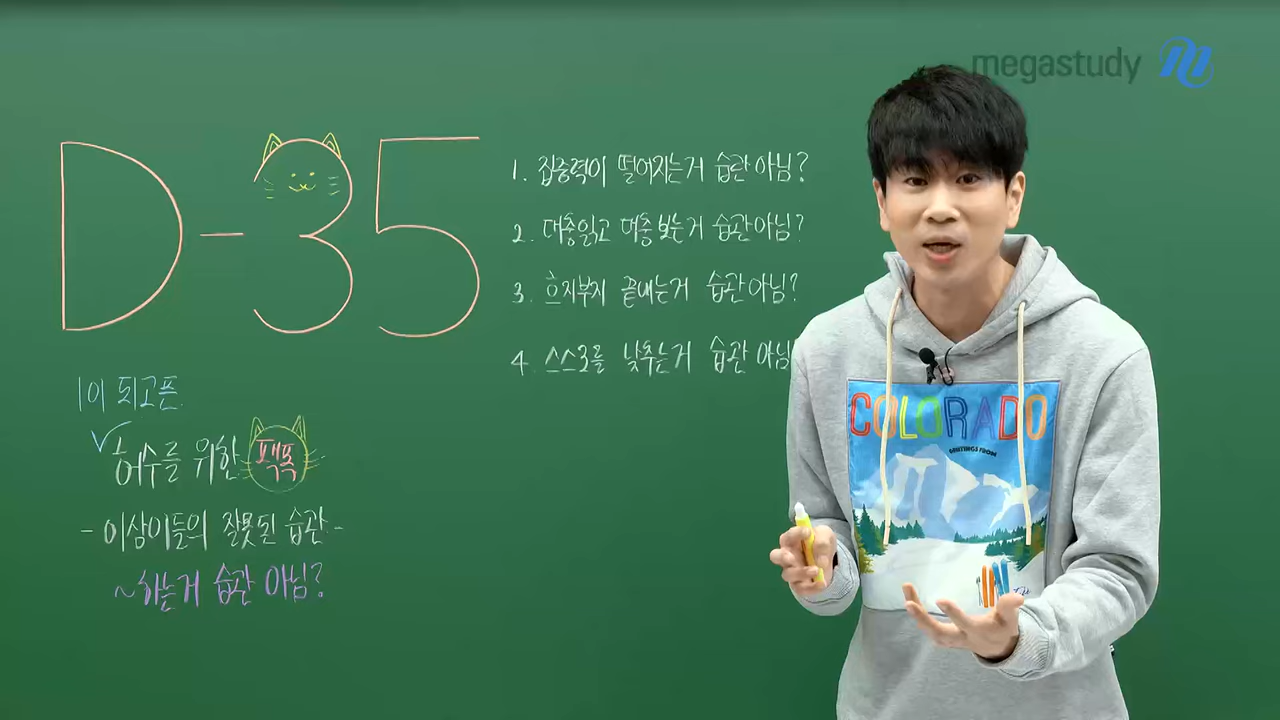 megastudy
D-35
1이 되고픈
허수를 위한 팩폭
- 이삼이들의 잘못된 습관 -
~하는거 습관 아님?
1. 집중력이 떨어지는거 습관 아님?
2. 대충읽고 대충보는거 습관아님?
3. 흐지부지 끝내는거 습관아님?
4. 스스로를 낮추는거 습관 아님
COLORADO
GREETINGS FROM